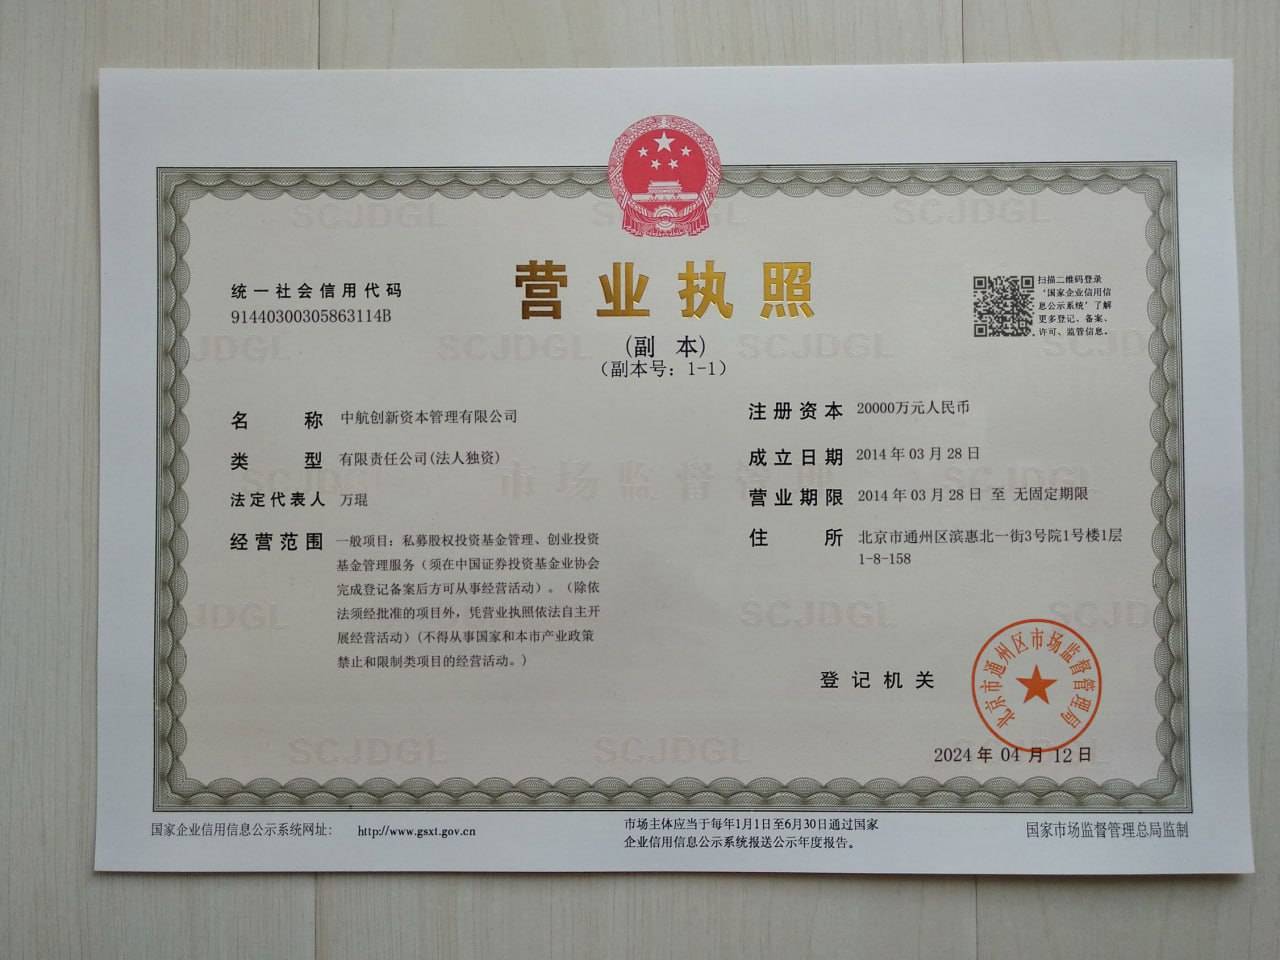 营业执照
(副 本)
(副本号：1-1)
统一社会信用代码
91440300305863114B
扫描二维码登录
'国家企业信用信
息公示系统'了解
更多登记、备案、
许可、监管信息。
名 称 中航创新资本管理有限公司
类 型 有限责任公司(法人独资)
法定代表人 万琨
经营范围 一般项目：私募股权投资基金管理、创业投资
基金管理服务（须在中国证券投资基金业协会
完成登记备案后方可从事经营活动）。（除依
法须经批准的项目外，凭营业执照依法自主开
展经营活动）(不得从事国家和本市产业政策
禁止和限制类项目的经营活动。)
注册资本 20000万元人民币
成立日期 2014年03月28日
营业期限 2014年03月28日 至 无固定期限
住 所 北京市通州区滨惠北一街3号院1号楼1层
1-8-158
登记机关
北京市通州区市场监督管理局
2024年 04月 12日
国家企业信用信息公示系统网址： http://www.gsxt.gov.cn
市场主体应当于每年1月1日至6月30日通过国家
企业信用信息公示系统报送公示年度报告。
国家市场监督管理总局监制
SCJDGL
市场监督管理